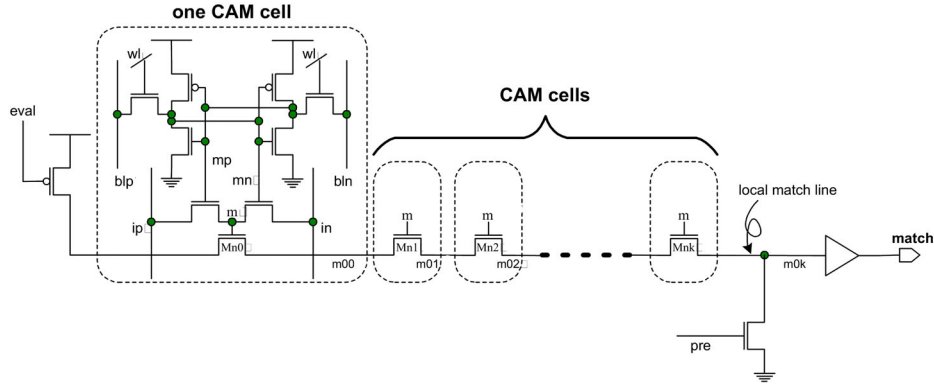 one CAM cell
wl
wl
eval
CAM cells
blp
mp
mn
bln
ip
m
in
Mn0
m00
m
Mn1
m01
m
Mn2
m02
m
Mnk
local match line
m0k
match
pre